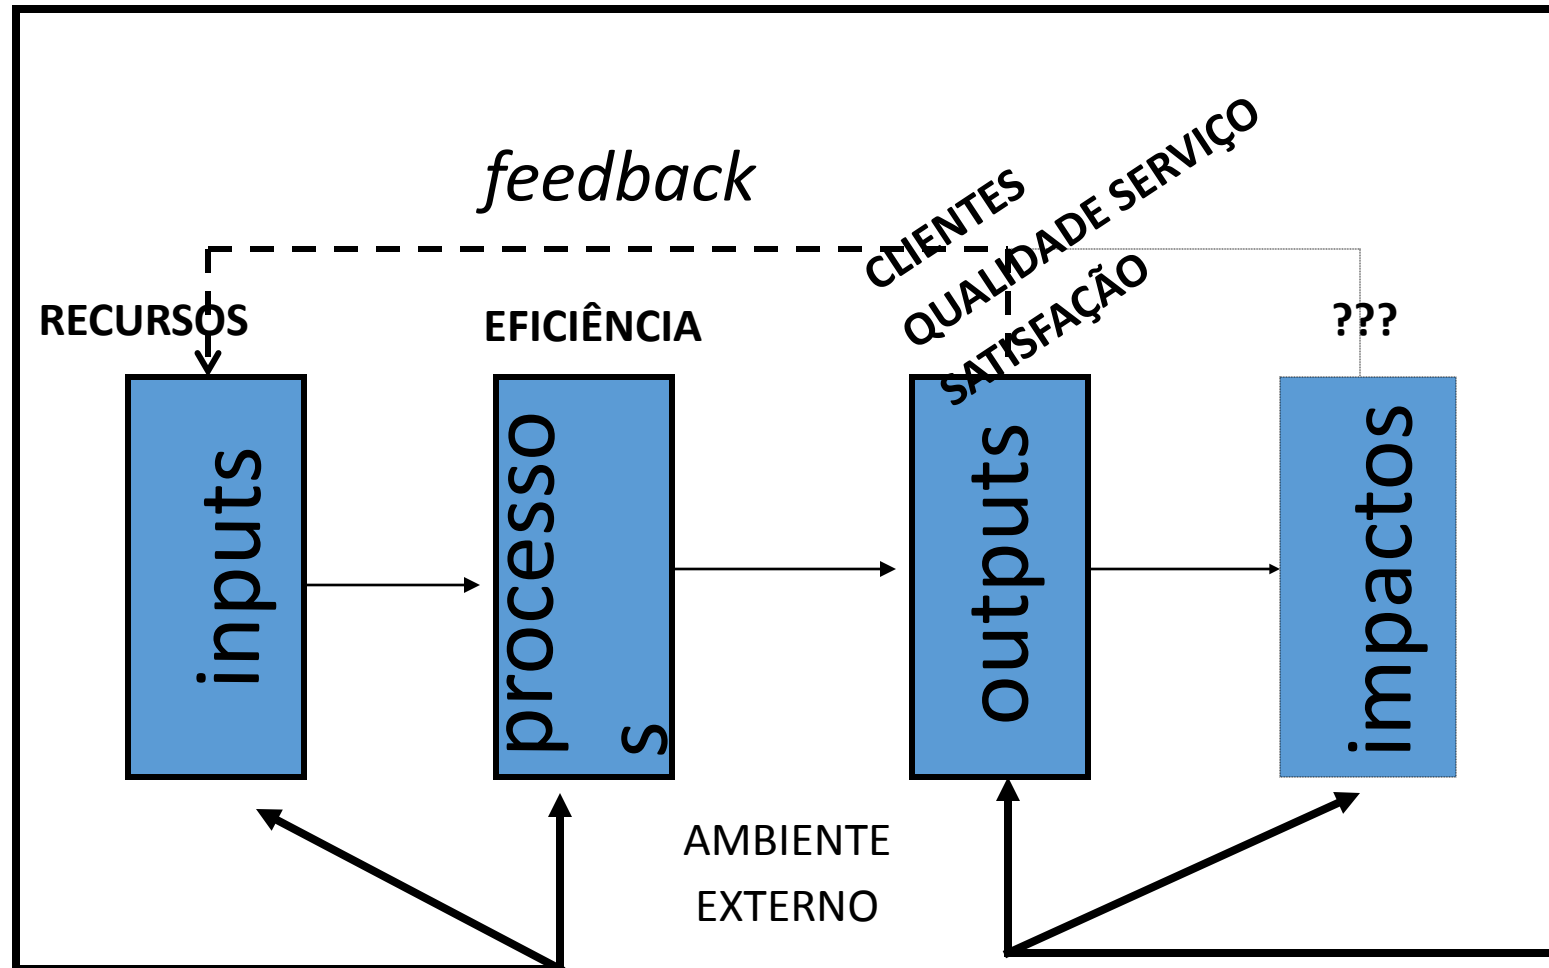 feedback
CLIENTES
QUALIDADE SERVIÇO
SATISFAÇÃO
RECURSOS
EFICIÊNCIA
???
inputs
processo
s
outputs
impactos
AMBIENTE
EXTERNO